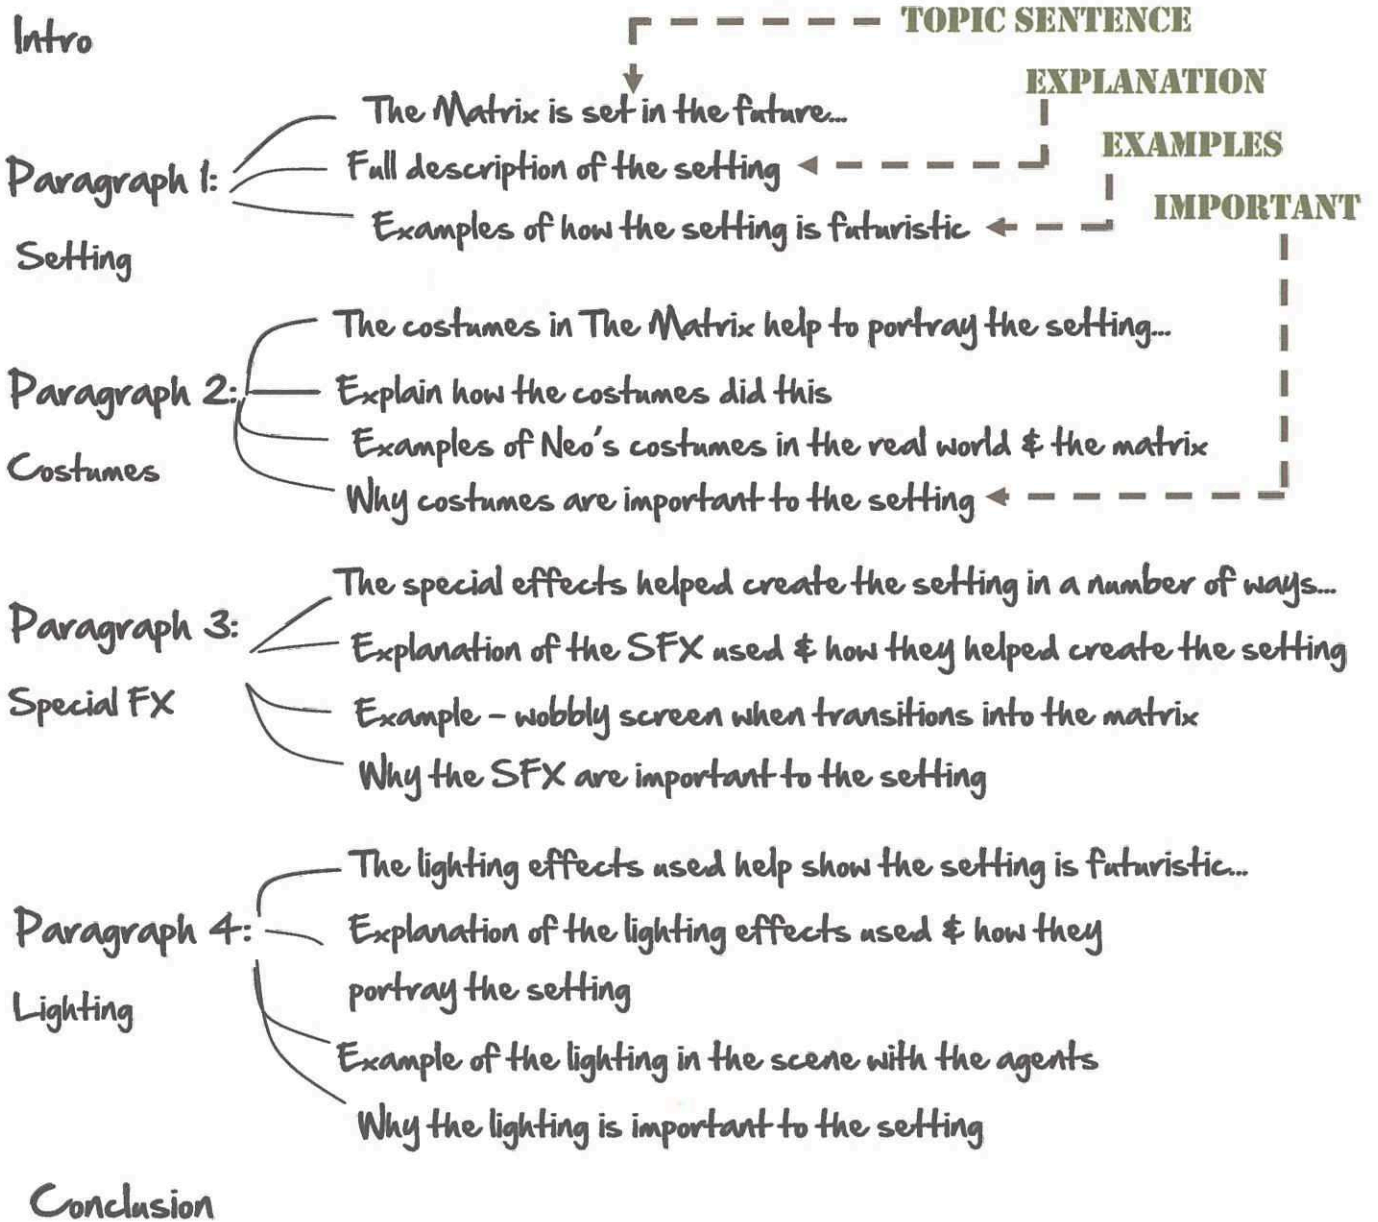 Intro
TOPIC SENTENCE
EXPLANATION
EXAMPLES
IMPORTANT
Paragraph 1:
Setting
The Matrix is set in the future...
Full description of the setting
Examples of how the setting is futuristic
Paragraph 2:
Costumes
The costumes in The Matrix help to portray the setting...
Explain how the costumes did this
Examples of Neo's costumes in the real world & the matrix
Why costumes are important to the setting
Paragraph 3:
Special FX
The special effects helped create the setting in a number of ways...
Explanation of the SFX used & how they helped create the setting
Example – wobbly screen when transitions into the matrix
Why the SFX are important to the setting
Paragraph 4:
Lighting
The lighting effects used help show the setting is futuristic...
Explanation of the lighting effects used & how they
portray the setting
Example of the lighting in the scene with the agents
Why the lighting is important to the setting
Conclusion